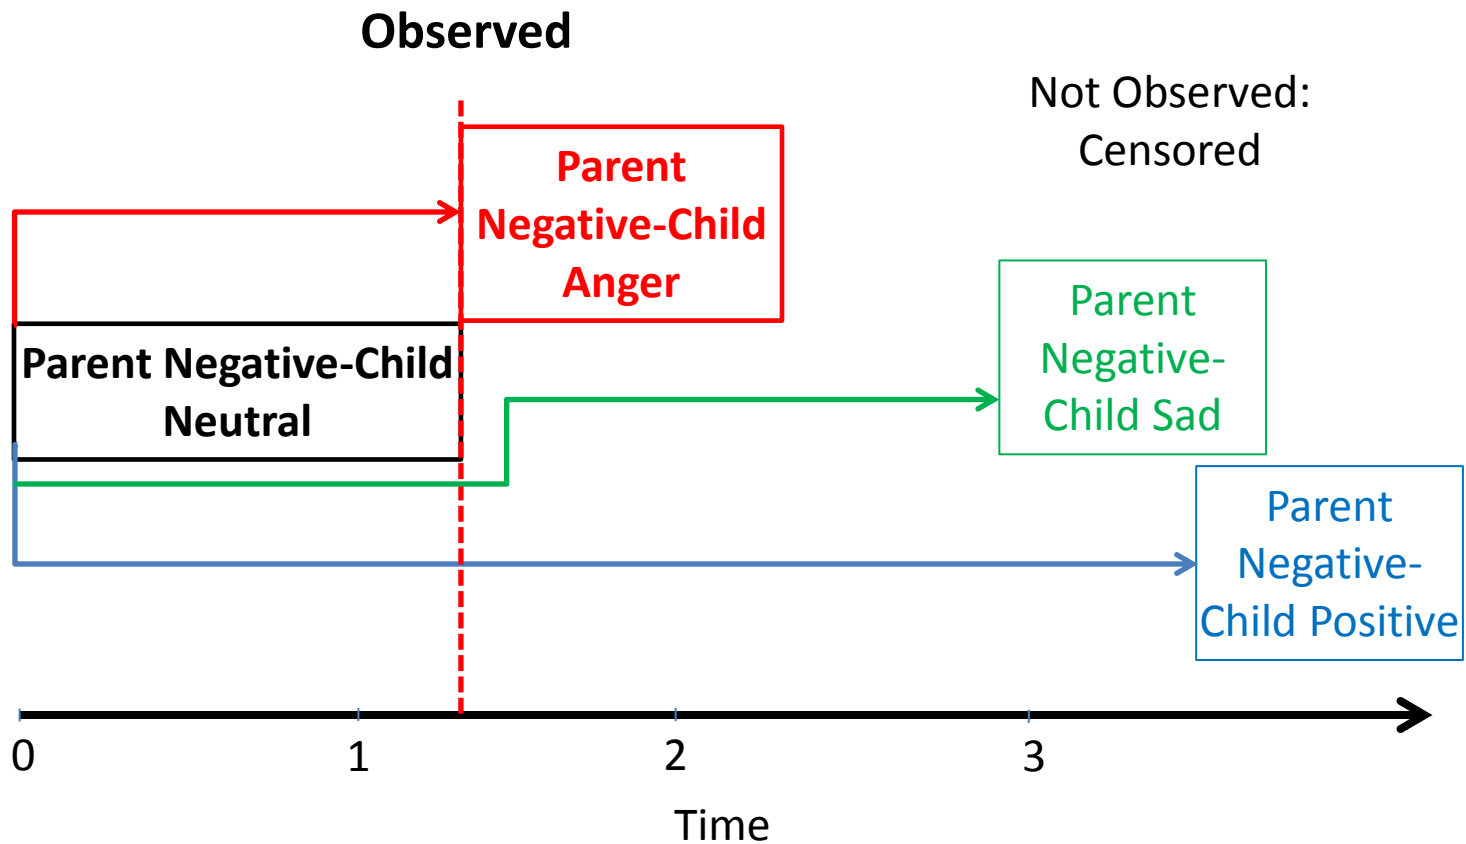 Observed
Not Observed:
Censored
Parent
Negative-Child
Anger
Parent Negative-Child
Neutral
Parent
Negative-
Child Sad
Parent
Negative-
Child Positive
0 1 2 3
Time